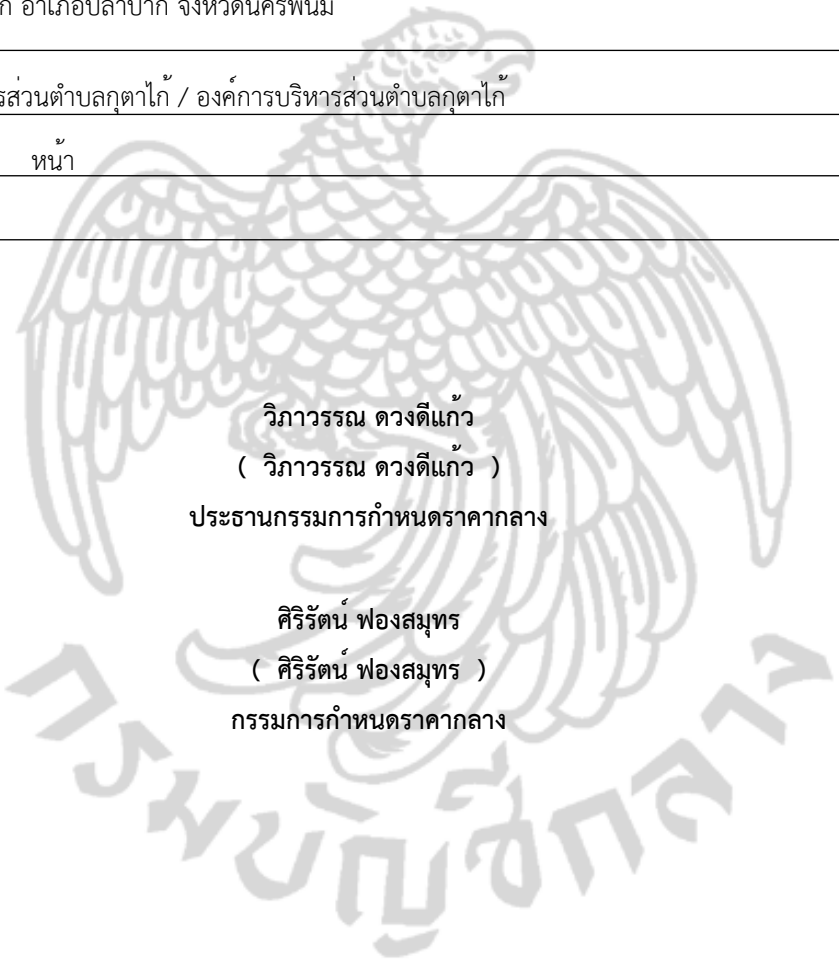 อำเภอปลาปาก จังหวัดนครพนม
ส่วนตำบลกุตาไก้ / องค์การบริหารส่วนตำบลกุตาไก้
หน้า
วิภาวรรณ ดวงดีแก้ว
( วิภาวรรณ ดวงดีแก้ว )
ประธานกรรมการกำหนดราคากลาง
ศิริรัตน์ ฟองสมุทร
( ศิริรัตน์ ฟองสมุทร )
กรรมการกำหนดราคากลาง
กรมบัญชีกลาง